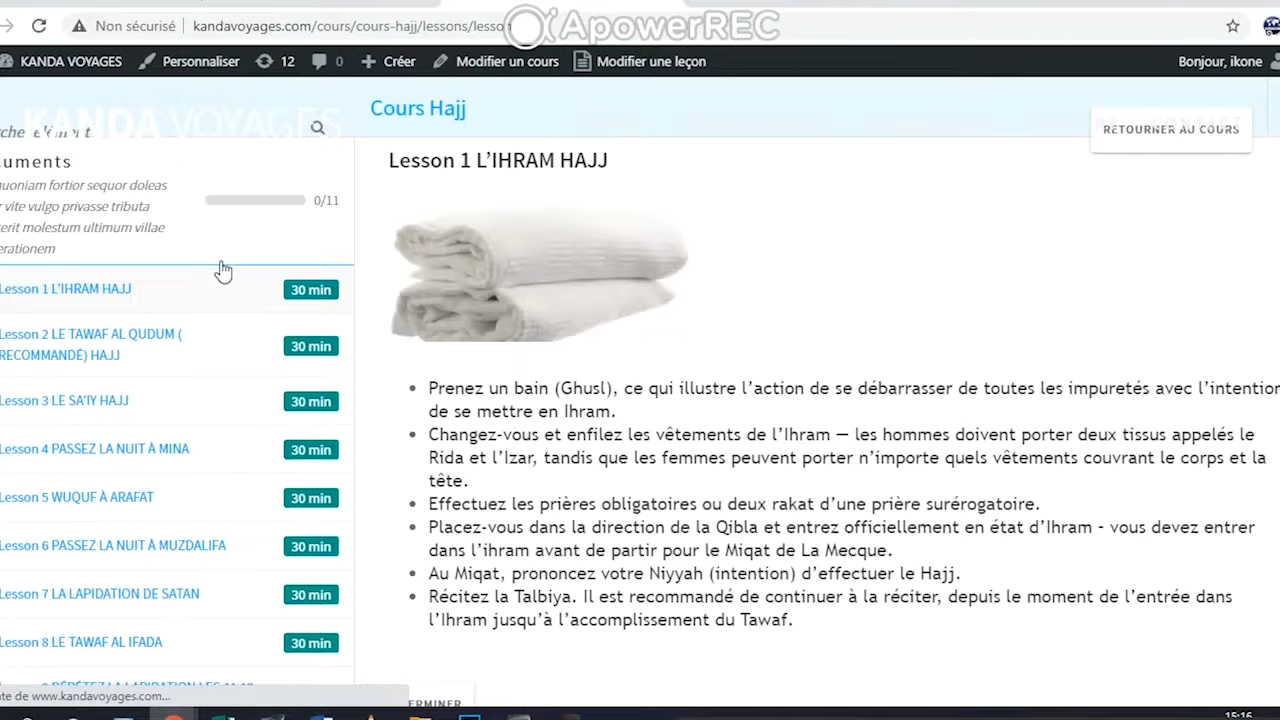 ApowerREC
Non sécurisé
kandavoyages.com/cours/cours-hajj/lessons/lesso
KANDA VOYAGES
Personnaliser
12
0
Créer
Modifier un cours
Modifier une leçon
Bonjour, ikone
KANDA VOYAGES
Cours Hajj
RETOURNER AU COURS
uments
quoniam fortior sequor doleas
r vite vulgo privasse tributa
erit molestum ultimum villae
erationem
0/11
Lesson 1 L’IHRAM HAJJ
30 min
Lesson 2 LE TAWAF AL QUDUM (
RECOMMANDÉ) HAJJ
30 min
Lesson 3 LE SA’IY HAJJ
30 min
Lesson 4 PASSEZ LA NUIT À MINA
30 min
Lesson 5 WUQUF À ARAFAT
30 min
Lesson 6 PASSEZ LA NUIT À MUZDALIFA
30 min
Lesson 7 LA LAPIDATION DE SATAN
30 min
Lesson 8 LE TAWAF AL IFADA
30 min
te de www.kandavoyages.com...
Lesson 1 L’IHRAM HAJJ
Prenez un bain (Ghusl), ce qui illustre l’action de se débarrasser de toutes les impuretés avec l’intention
de se mettre en Ihram.
Changez-vous et enfilez les vêtements de l’Ihram — les hommes doivent porter deux tissus appelés le
Rida et l’Izar, tandis que les femmes peuvent porter n’importe quels vêtements couvrant le corps et la
tête.
Effectuez les prières obligatoires ou deux rakat d’une prière surérogatoire.
Placez-vous dans la direction de la Qibla et entrez officiellement en état d’Ihram - vous devez entrer
dans l’ihram avant de partir pour le Miqat de La Mecque.
Au Miqat, prononcez votre Niyyah (intention) d’effectuer le Hajj.
Récitez la Talbiya. Il est recommandé de continuer à la réciter, depuis le moment de l’entrée dans
l’Ihram jusqu’à l’accomplissement du Tawaf.
ERMINER
15:16